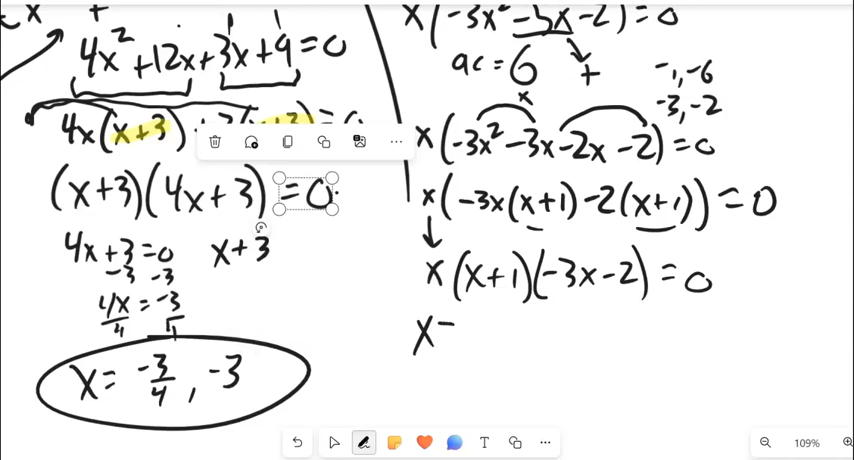 4x² + 12x + 3x + 9 = 0
4x(x+3)
(x+3)(4x+3) = 0
4x+3=0 x+3
-3 -3
4x = -3
4 4
x = -3/4, -3
x(-3x² - 5x - 2) = 0
ac = 6 +
x
-1, -6
-3, -2
x(-3x² - 3x - 2x - 2) = 0
x(-3x(x+1) - 2(x+1)) = 0
x(x+1)(-3x-2) = 0
x
T
109%